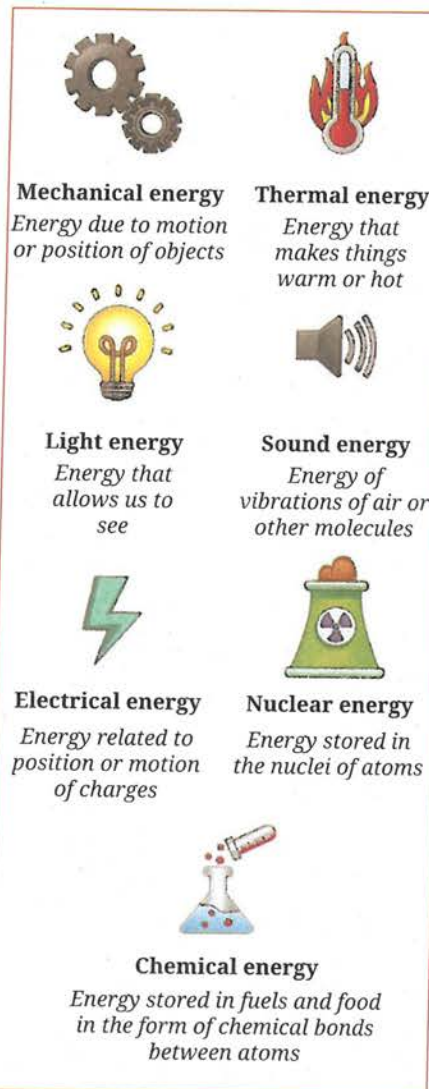 Mechanical energy
Energy due to motion
or position of objects
Thermal energy
Energy that
makes things
warm or hot
Light energy
Energy that
allows us to
see
Sound energy
Energy of
vibrations of air or
other molecules
Electrical energy
Energy related to
position or motion
of charges
Nuclear energy
Energy stored in
the nuclei of atoms
Chemical energy
Energy stored in fuels and food
in the form of chemical bonds
between atoms